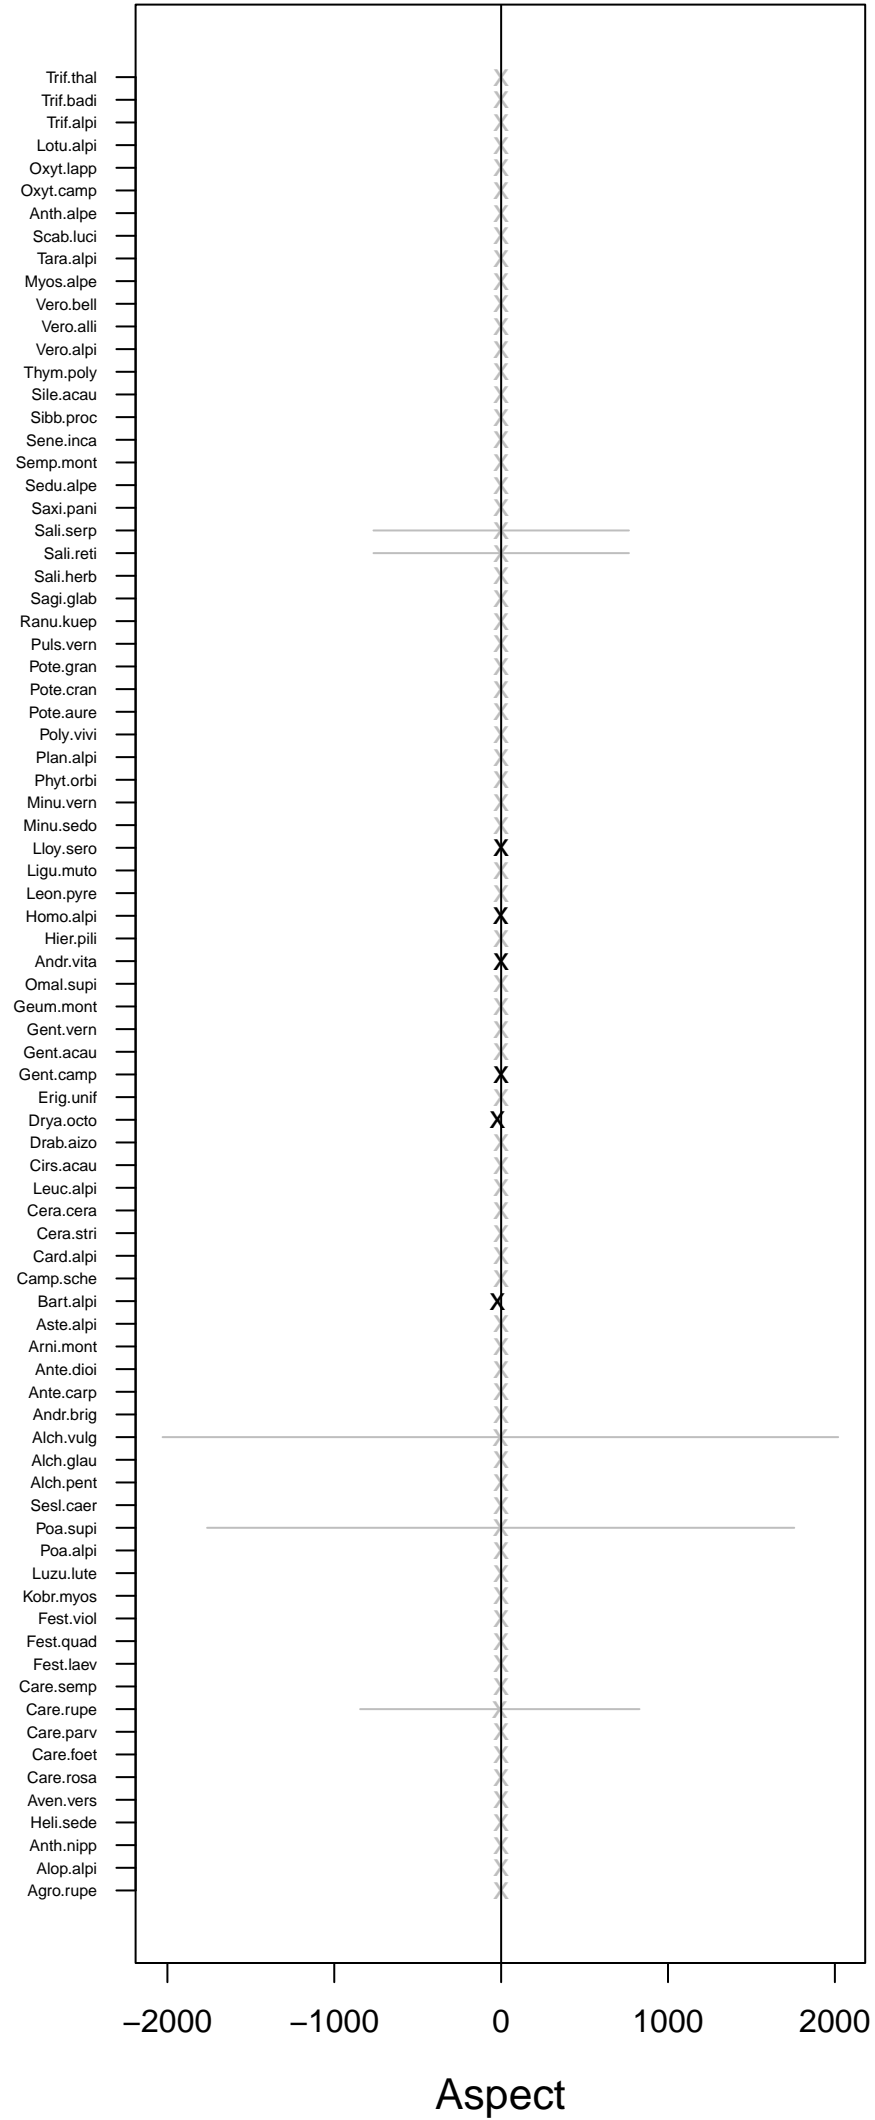 Trif.thal
Trif.badi
Trif.alpi
Lotu.alpi
Oxyt.lapp
Oxyt.camp
Anth.alpe
Scab.luci
Tara.alpi
Myos.alpe
Vero.bell
Vero.alli
Vero.alpi
Thym.poly
Sile.acau
Sibb.proc
Sene.inca
Semp.mont
Sedu.alpe
Saxi.pani
Sali.serp
Sali.reti
Sali.herb
Sagi.glab
Ranu.kuep
Puls.vern
Pote.gran
Pote.cran
Pote.aure
Poly.vivi
Plan.alpi
Phyt.orbi
Minu.vern
Minu.sedo
Lloy.sero
Ligu.muto
Leon.pyre
Homo.alpi
Hier.pili
Andr.vita
Omal.supi
Geum.mont
Gent.vern
Gent.acau
Gent.camp
Erig.unif
Drya.octo
Drab.aizo
Cirs.acau
Leuc.alpi
Cera.cera
Cera.stri
Card.alpi
Camp.sche
Bart.alpi
Aste.alpi
Arni.mont
Ante.dioi
Ante.carp
Andr.brig
Alch.vulg
Alch.glau
Alch.pent
Sesl.caer
Poa.supi
Poa.alpi
Luzu.lute
Kobr.myos
Fest.viol
Fest.quad
Fest.laev
Care.semp
Care.rupe
Care.parv
Care.foet
Care.rosa
Aven.vers
Heli.sede
Anth.nipp
Alop.alpi
Agro.rupe
−2000 −1000 0 1000 2000
Aspect